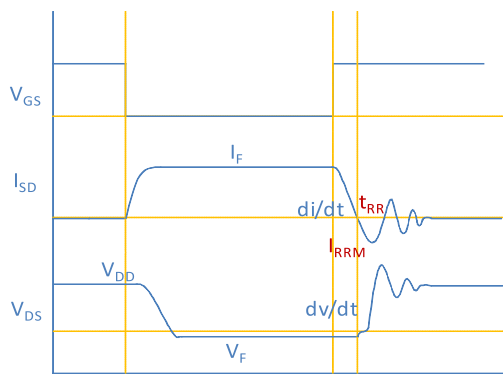 VGS
IF
ISD
tRR
di/dt
IRRM
VDD
dv/dt
VDS
VF